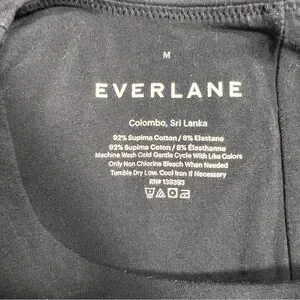 M
EVERLANE
Colombo, Sri Lanka
92% Supima Cotton / 8% Elastane
92% Supima Cotton / 8% Élasthanne
Machine Wash Cold Gentle Cycle With Like Colors
Only Non Chlorine Bleach When Needed
Tumble Dry Low. Cool Iron If Necessary
RN# 139393